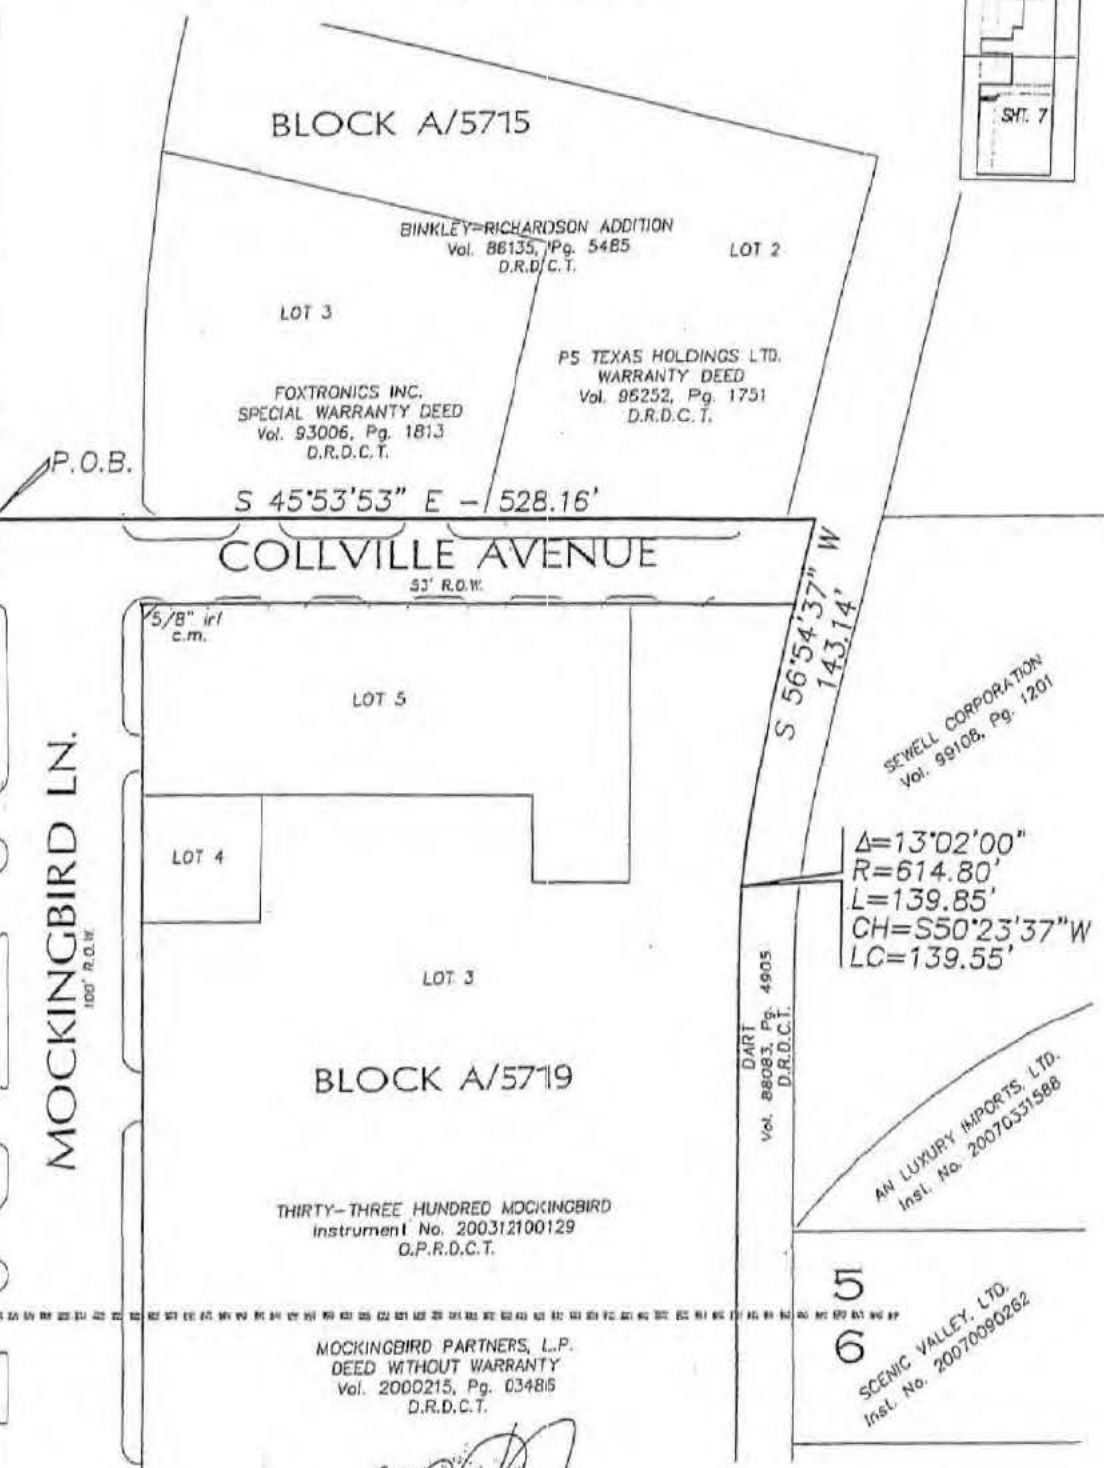 SHT. 7
BLOCK A/5715
BINKLEY-RICHARDSON ADDITION
Vol. 86135, Pg. 5485
D.R.D.C.T.
LOT 2
LOT 3
PS TEXAS HOLDINGS LTD.
WARRANTY DEED
Vol. 96252, Pg. 1751
D.R.D.C.T.
FOXTRONICS INC.
SPECIAL WARRANTY DEED
Vol. 93006, Pg. 1813
D.R.D.C.T.
P.O.B.
S 45°53'53" E - 528.16'
COLLVILLE AVENUE
53' R.O.W.
S 56°54'37" W
143.14'
5/8" irf
c.m.
LOT 5
SEWELL CORPORATION
Vol. 99108, Pg. 1201
MOCKINGBIRD LN.
100' R.O.W.
LOT 4
Δ=13°02'00"
R=614.80'
L=139.85'
CH=S50°23'37"W
LC=139.55'
LOT 3
DART
Vol. 88083, Pg. 4905
D.R.D.C.T.
BLOCK A/5719
AN LUXURY IMPORTS, LTD.
Inst. No. 20070331588
THIRTY-THREE HUNDRED MOCKINGBIRD
Instrument No. 200312100129
O.P.R.D.C.T.
5
6
MOCKINGBIRD PARTNERS, L.P.
DEED WITHOUT WARRANTY
Vol. 2000215, Pg. 03486
D.R.D.C.T.
SCENIC VALLEY, LTD.
Inst. No. 20070090262